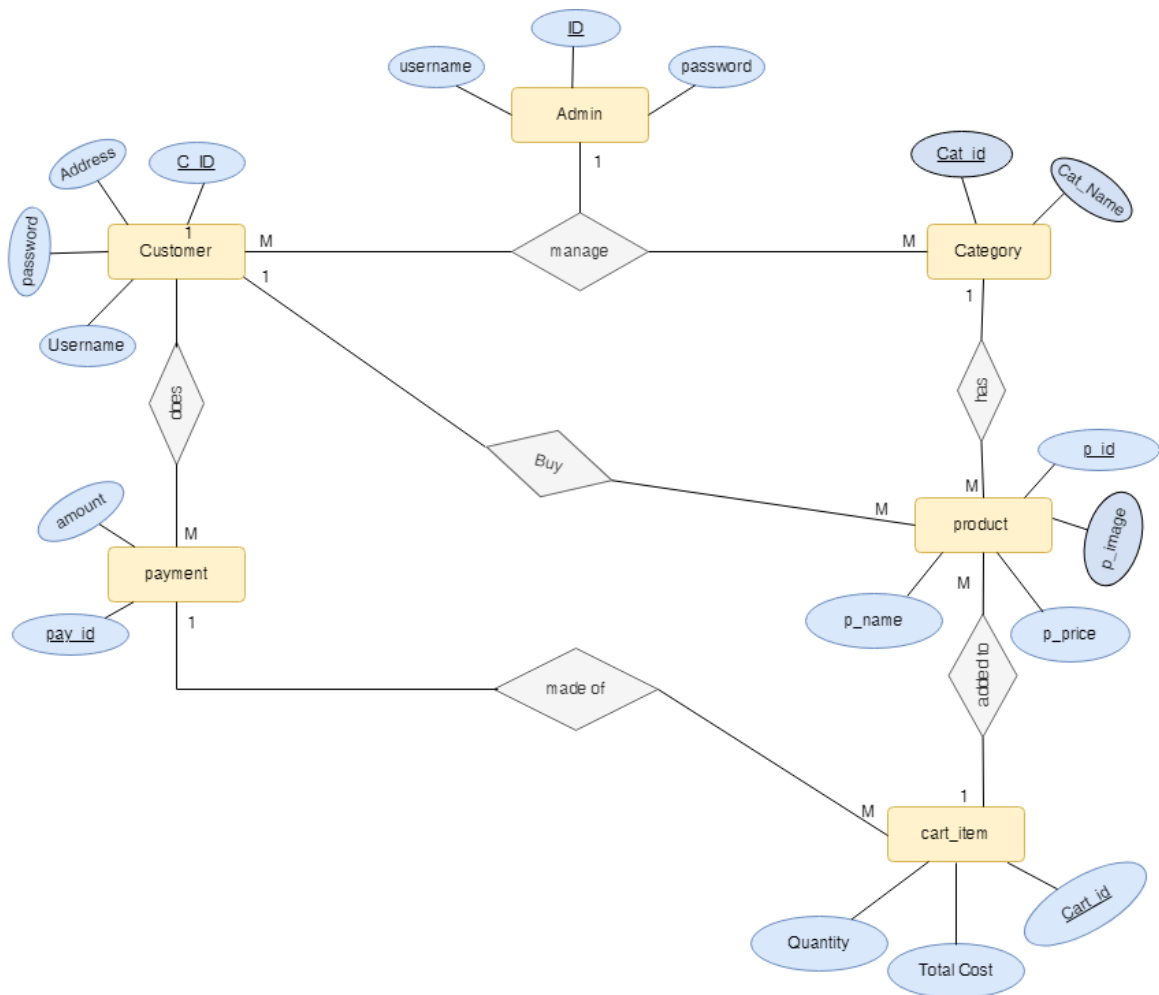 ID
username
password
Admin
1
Address
C_ID
Cat_id
Cat_Name
password
1
Customer
M
manage
M
Category
1
1
Username
does
has
Buy
p_id
amount
M
M
M
product
p_image
payment
M
1
pay_id
p_name
p_price
added to
made of
M
1
cart_item
Cart_id
Quantity
Total Cost